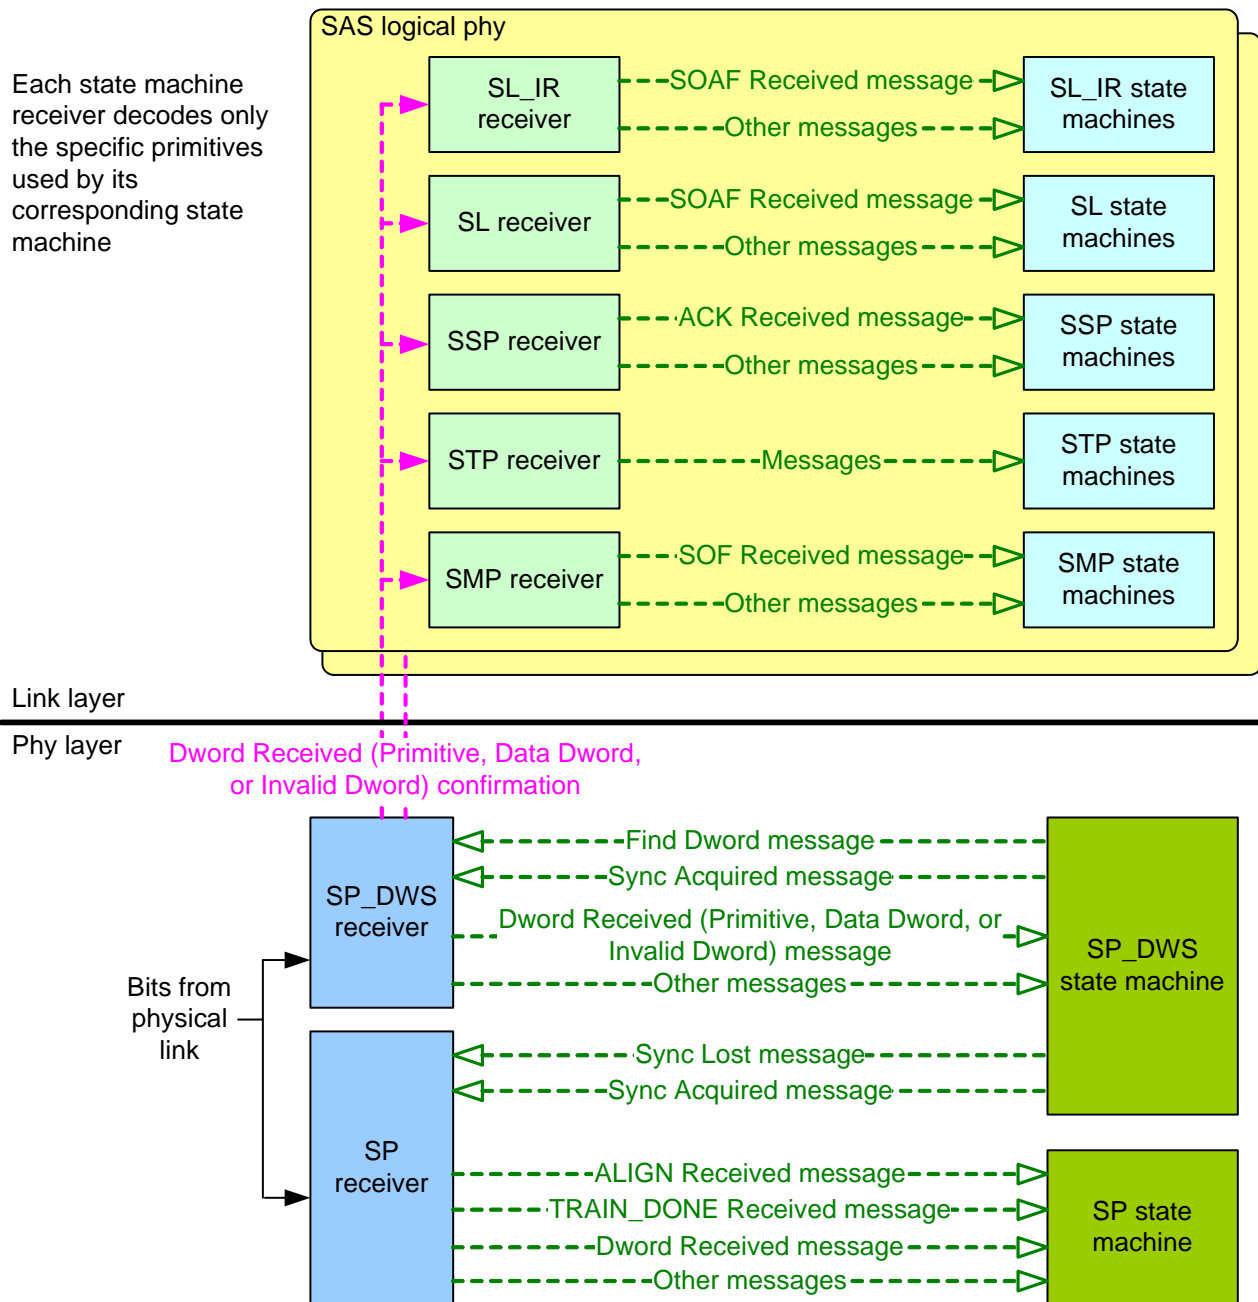 SAS logical phy
Each state machine
receiver decodes only
the specific primitives
used by its
corresponding state
machine
SL_IR
receiver
SOAF Received message
Other messages
SL_IR state
machines
SL receiver
SOAF Received message
Other messages
SL state
machines
SSP receiver
ACK Received message
Other messages
SSP state
machines
STP receiver
Messages
STP state
machines
SMP receiver
SOF Received message
Other messages
SMP state
machines
Link layer
Phy layer
Dword Received (Primitive, Data Dword,
or Invalid Dword) confirmation
SP_DWS
receiver
Find Dword message
Sync Acquired message
Dword Received (Primitive, Data Dword, or
Invalid Dword) message
Other messages
SP_DWS
state machine
Bits from
physical
link
Sync Lost message
Sync Acquired message
SP
receiver
ALIGN Received message
TRAIN_DONE Received message
Dword Received message
Other messages
SP state
machine